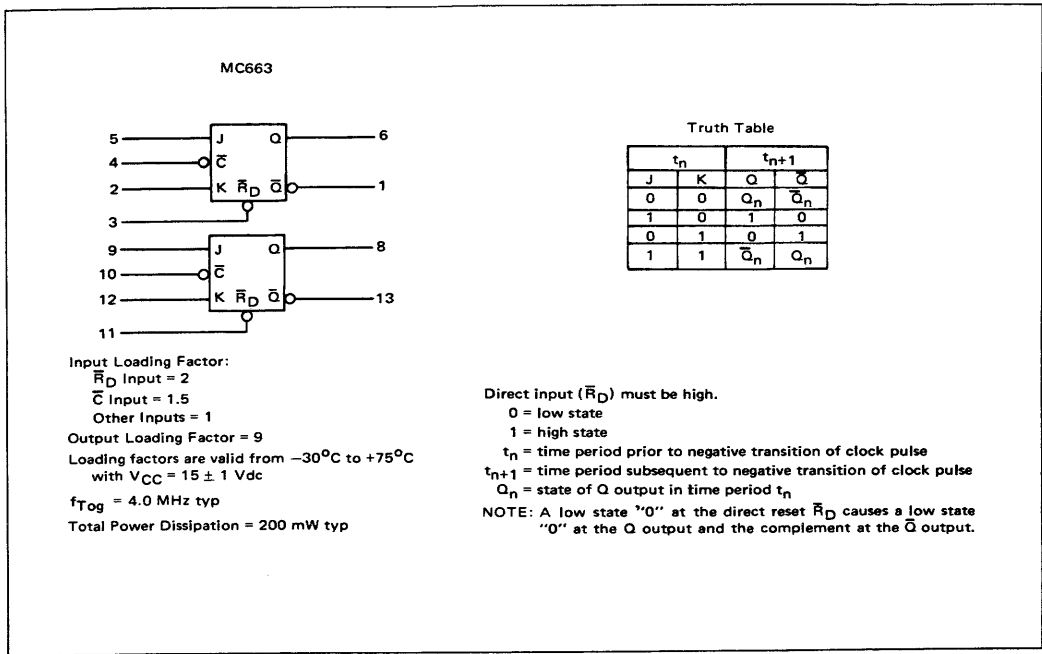 MC663
5 J Q 6
4 C̅
2 K R̅D Q̅ 1
3
9 J Q 8
10 C̅
12 K R̅D Q̅ 13
11
Input Loading Factor:
R̅D Input = 2
C̅ Input = 1.5
Other Inputs = 1
Output Loading Factor = 9
Loading factors are valid from −30°C to +75°C
with VCC = 15 ± 1 Vdc
fTog = 4.0 MHz typ
Total Power Dissipation = 200 mW typ
Truth Table
tn tn+1
J K Q Q̅
0 0 Qn Q̅n
1 0 1 0
0 1 0 1
1 1 Q̅n Qn
Direct input (R̅D) must be high.
0 = low state
1 = high state
tn = time period prior to negative transition of clock pulse
tn+1 = time period subsequent to negative transition of clock pulse
Qn = state of Q output in time period tn
NOTE: A low state "0" at the direct reset R̅D causes a low state
"0" at the Q output and the complement at the Q̅ output.